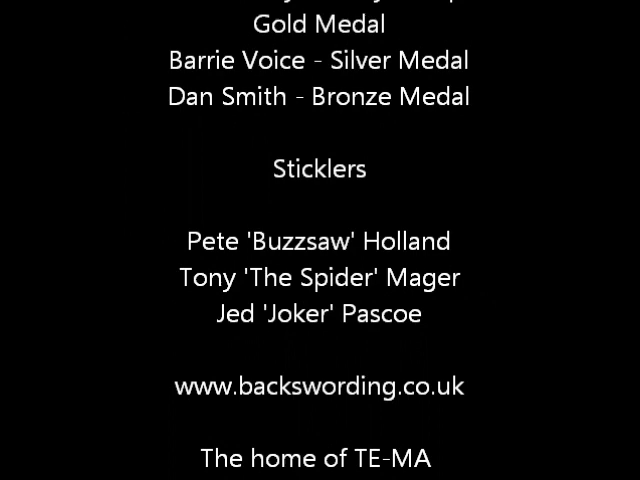 Gold Medal
Barrie Voice - Silver Medal
Dan Smith - Bronze Medal
Sticklers
Pete 'Buzzsaw' Holland
Tony 'The Spider' Mager
Jed 'Joker' Pascoe
www.backswording.co.uk
The home of TE-MA